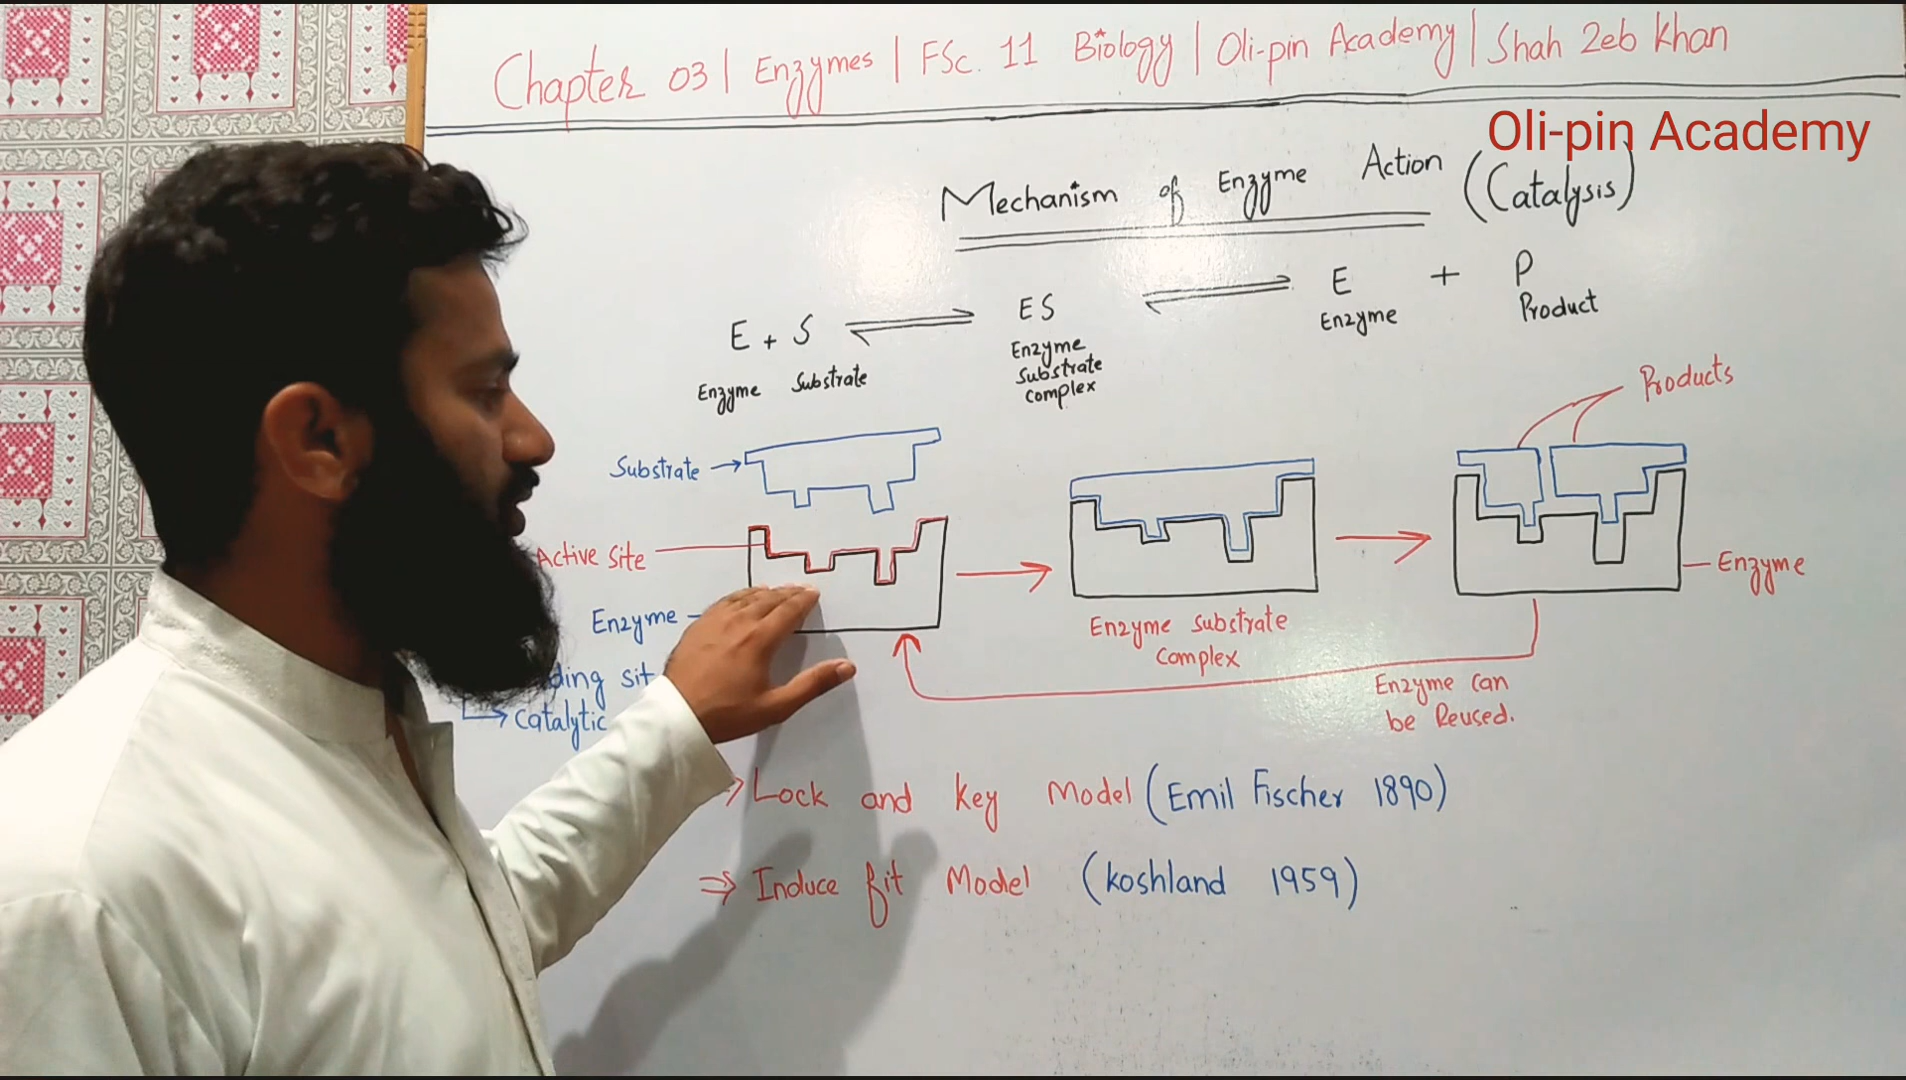 Chapter 03 | Enzymes | FSc. 11 Biology | Oli-pin Academy | Shah Zeb Khan
Oli-pin Academy
Mechanism of Enzyme Action (Catalysis)
E + S ⇌ ES ⇌ E + P
Enzyme Substrate
Enzyme Substrate complex
Enzyme
Product
Products
Substrate →
Active site
Enzyme
ding sit
→ catalytic
Enzyme substrate
complex
Enzyme
Enzyme can
be Reused.
⇒ Lock and key Model (Emil Fischer 1890)
⇒ Induce fit Model (koshland 1959)